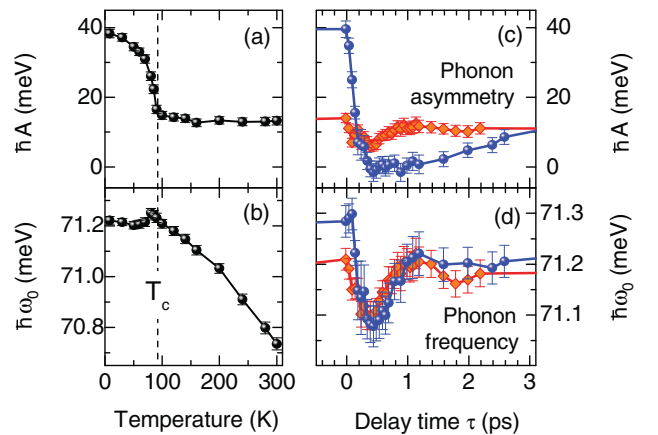 40
20
0
ħA (meV)
(a)
(c)
Phonon
asymmetry
40
20
0
ħA (meV)
71.2
71.0
70.8
ħω₀ (meV)
(b)
T_c
(d)
Phonon
frequency
71.3
71.2
71.1
ħω₀ (meV)
0 100 200 300
Temperature (K)
0 1 2 3
Delay time τ (ps)